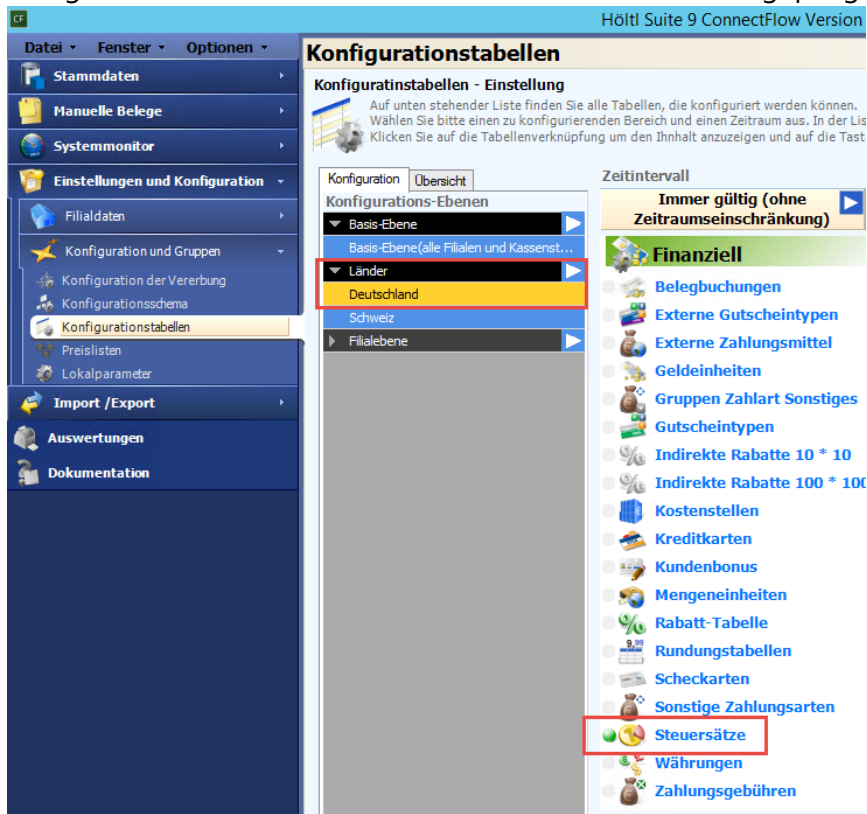 CF
Höltl Suite 9 ConnectFlow Version
Datei
Fenster
Optionen
Stammdaten
Manuelle Belege
Systemmonitor
Einstellungen und Konfiguration
Filialdaten
Konfiguration und Gruppen
Konfiguration der Vererbung
Konfigurationsschema
Konfigurationstabellen
Preislisten
Lokalparameter
Import /Export
Auswertungen
Dokumentation
Konfigurationstabellen
Konfiguratinstabellen - Einstellung
Auf unten stehender Liste finden Sie alle Tabellen, die konfiguriert werden können.
Wählen Sie bitte einen zu konfigurierenden Bereich und einen Zeitraum aus. In der Lis
Klicken Sie auf die Tabellenverknüpfung um den Ihnhalt anzuzeigen und auf die Tast
Konfiguration
Übersicht
Konfigurations-Ebenen
Basis-Ebene
Basis-Ebene(alle Filialen und Kassenst...
Länder
Deutschland
Schweiz
Filialebene
Zeitintervall
Immer gültig (ohne
Zeitraumseinschränkung)
Finanziell
Belegbuchungen
Externe Gutscheintypen
Externe Zahlungsmittel
Geldeinheiten
Gruppen Zahlart Sonstiges
Gutscheintypen
Indirekte Rabatte 10 * 10
Indirekte Rabatte 100 * 100
Kostenstellen
Kreditkarten
Kundenbonus
Mengeneinheiten
Rabatt-Tabelle
Rundungstabellen
Scheckarten
Sonstige Zahlungsarten
Steuersätze
Währungen
Zahlungsgebühren